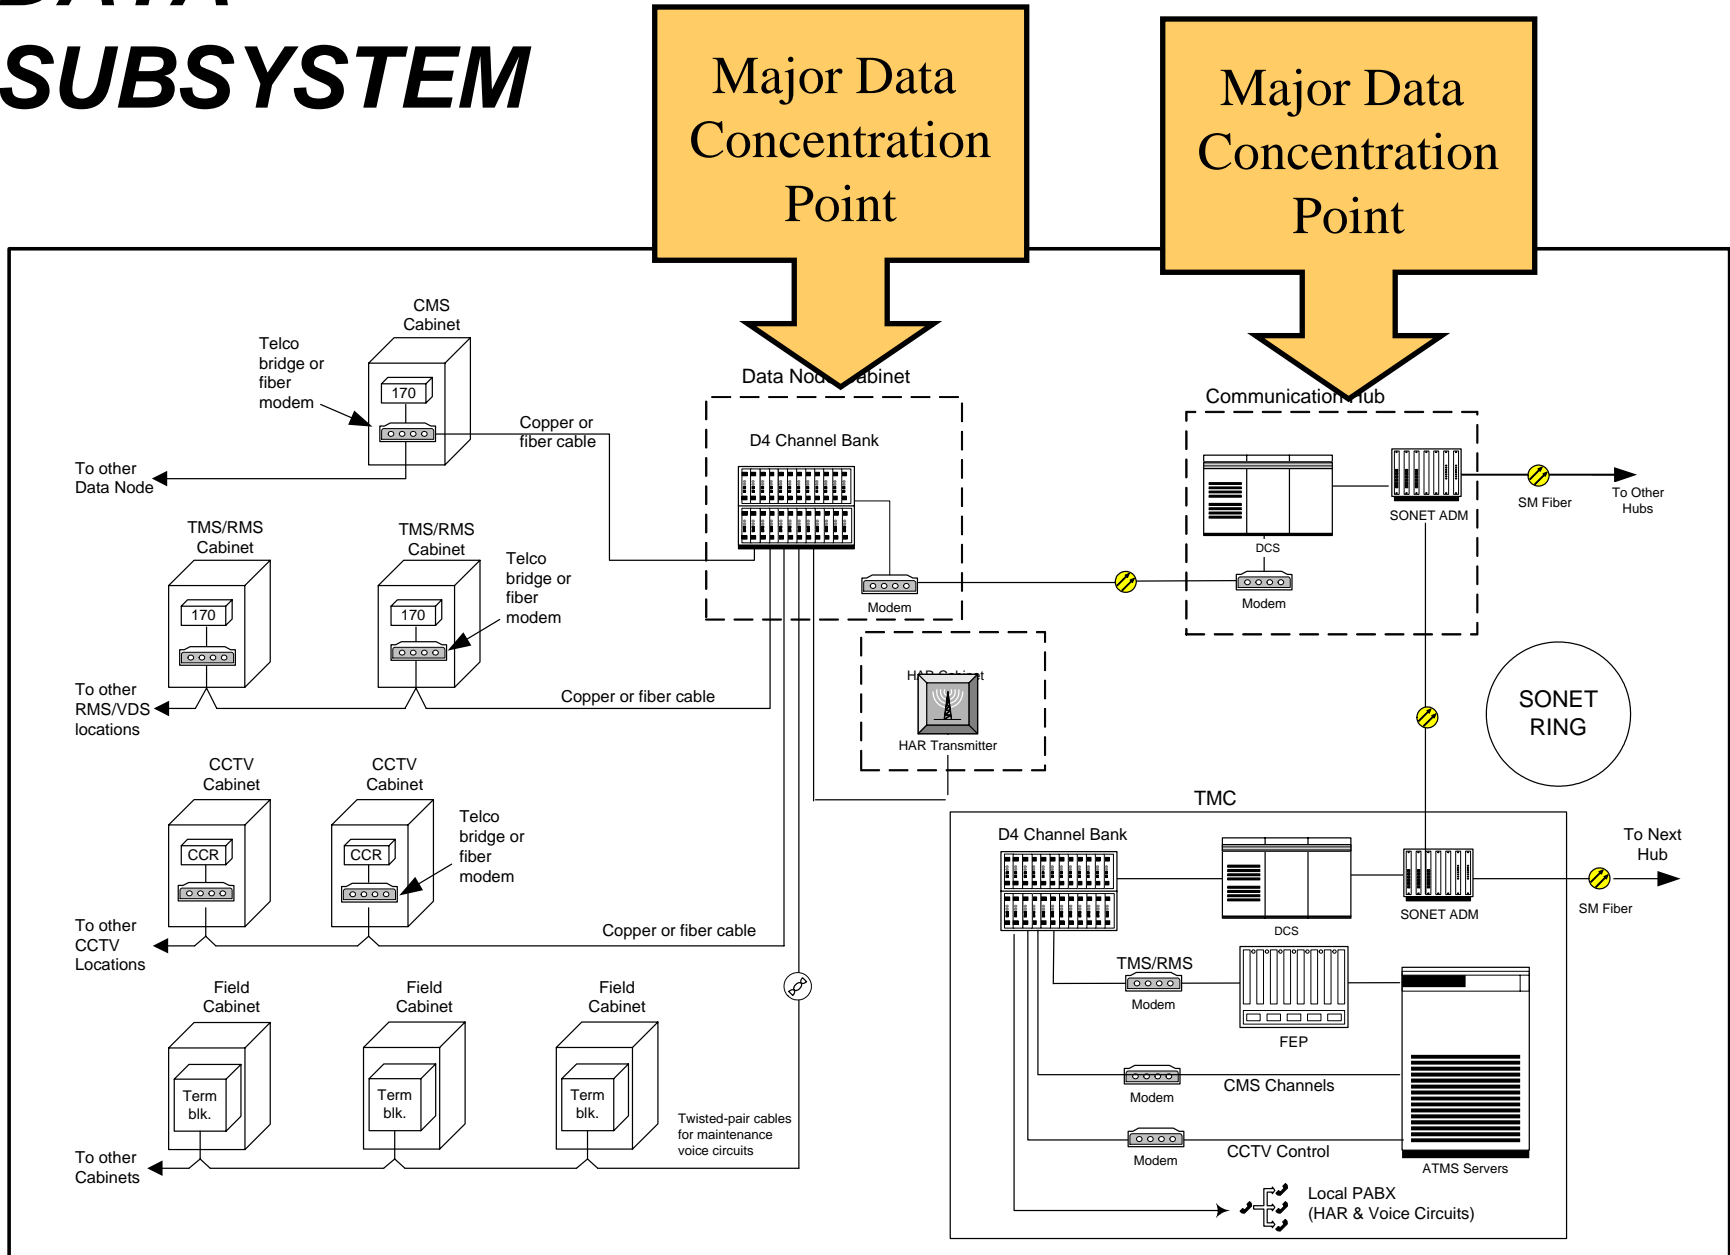 DATA
SUBSYSTEM
Major Data
Concentration
Point
Major Data
Concentration
Point
CMS
Cabinet
Telco
bridge or
fiber
modem
170
Copper or
fiber cable
To other
Data Node
Data Node Cabinet
D4 Channel Bank
Modem
Communication Hub
DCS
SONET ADM
Modem
SM Fiber
To Other
Hubs
TMS/RMS
Cabinet
170
TMS/RMS
Cabinet
170
Telco
bridge or
fiber
modem
To other
RMS/VDS
locations
Copper or fiber cable
HAR Cabinet
HAR Transmitter
SONET
RING
CCTV
Cabinet
CCR
CCTV
Cabinet
CCR
Telco
bridge or
fiber
modem
To other
CCTV
Locations
Copper or fiber cable
Field
Cabinet
Term
blk.
Field
Cabinet
Term
blk.
Field
Cabinet
Term
blk.
To other
Cabinets
Twisted-pair cables
for maintenance
voice circuits
TMC
D4 Channel Bank
DCS
SONET ADM
To Next
Hub
SM Fiber
TMS/RMS
Modem
FEP
CMS Channels
Modem
CCTV Control
Modem
ATMS Servers
Local PABX
(HAR & Voice Circuits)